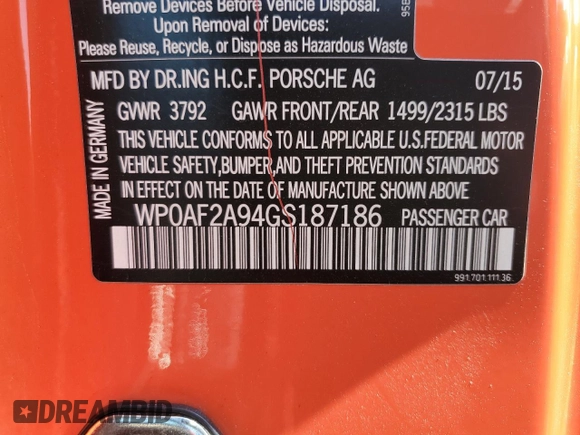 Remove Devices Before Vehicle Disposal.
Upon Removal of Devices:
Please Reuse, Recycle, or Dispose as Hazardous Waste
95B
MFD BY DR.ING H.C.F. PORSCHE AG 07/15
GVWR 3792 GAWR FRONT/REAR 1499/2315 LBS
THIS VEHICLE CONFORMS TO ALL APPLICABLE U.S.FEDERAL MOTOR
VEHICLE SAFETY,BUMPER,AND THEFT PREVENTION STANDARDS
IN EFFECT ON THE DATE OF MANUFACTURE SHOWN ABOVE
WP0AF2A94GS187186 PASSENGER CAR
MADE IN GERMANY
991.701.111.36
DREAMBID